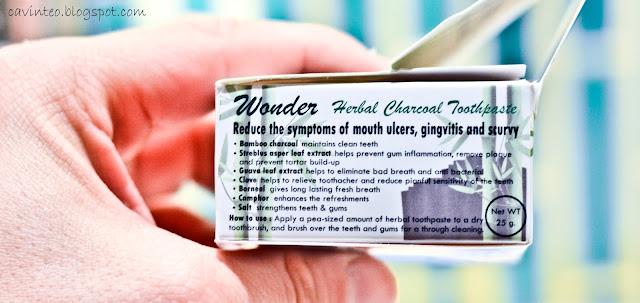 cavinteo.blogspot.com
Wonder Herbal Charcoal Toothpaste
Reduce the symptoms of mouth ulcers, gingvitis and scurvy
• Bamboo charcoal maintains clean teeth
• Streblus asper leaf extract helps prevent gum inflammation, remove plaque
and prevent tartar build-up
• Guava leaf extract helps to eliminate bad breath and anti bacterial
• Clove helps to relieve toothacher and reduce pianful sensitivity of the teeth
• Borneal gives long lasting fresh breath
• Camphor enhances the refreshments
• Salt strengthens teeth & gums
How to use : Apply a pea-sized amount of herbal toothpaste to a dry
toothbrush, and brush over the teeth and gums for a through cleaning.
Net WT
25 g.